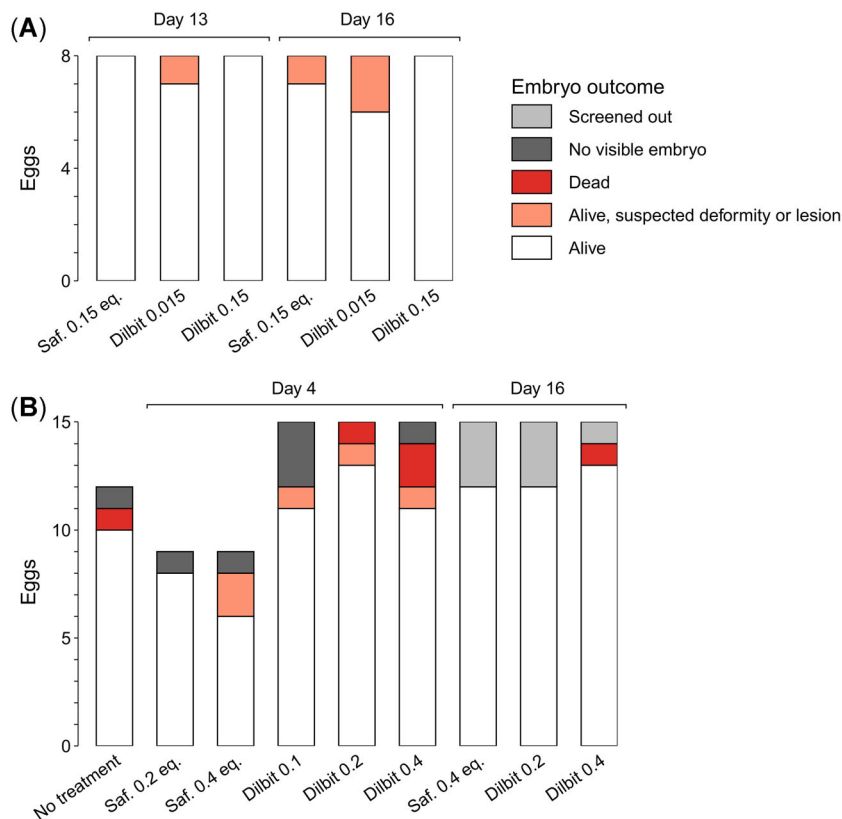 (A)
Day 13
Day 16
8
4
0
Eggs
Saf. 0.15 eq.
Dilbit 0.015
Dilbit 0.15
Saf. 0.15 eq.
Dilbit 0.015
Dilbit 0.15
Embryo outcome
Screened out
No visible embryo
Dead
Alive, suspected deformity or lesion
Alive
(B)
Day 4
Day 16
15
10
5
0
Eggs
No treatment
Saf. 0.2 eq.
Saf. 0.4 eq.
Dilbit 0.1
Dilbit 0.2
Dilbit 0.4
Saf. 0.4 eq.
Dilbit 0.2
Dilbit 0.4